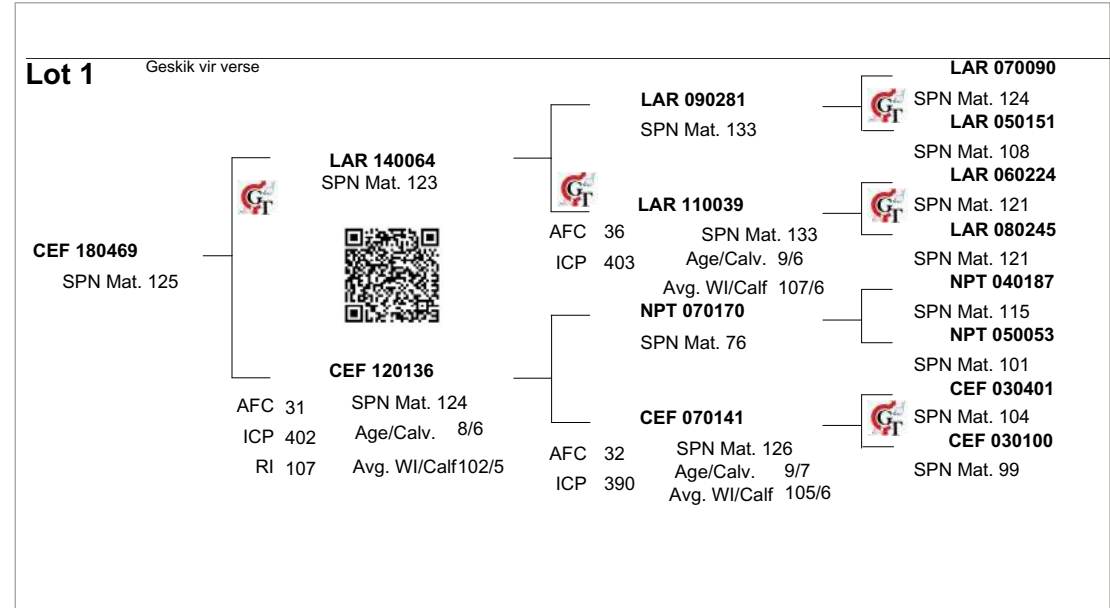 Lot 1 Geskik vir verse
CEF 180469
SPN Mat. 125
GT
LAR 140064
SPN Mat. 123
CEF 120136
AFC 31 SPN Mat. 124
ICP 402 Age/Calv. 8/6
RI 107 Avg. WI/Calf102/5
GT
LAR 090281
SPN Mat. 133
LAR 110039
AFC 36 SPN Mat. 133
ICP 403 Age/Calv. 9/6
Avg. WI/Calf 107/6
NPT 070170
SPN Mat. 76
CEF 070141
AFC 32 SPN Mat. 126
ICP 390 Age/Calv. 9/7
Avg. WI/Calf 105/6
GT
LAR 070090
SPN Mat. 124
LAR 050151
SPN Mat. 108
GT
LAR 060224
SPN Mat. 121
LAR 080245
SPN Mat. 121
NPT 040187
SPN Mat. 115
NPT 050053
SPN Mat. 101
GT
CEF 030401
SPN Mat. 104
CEF 030100
SPN Mat. 99